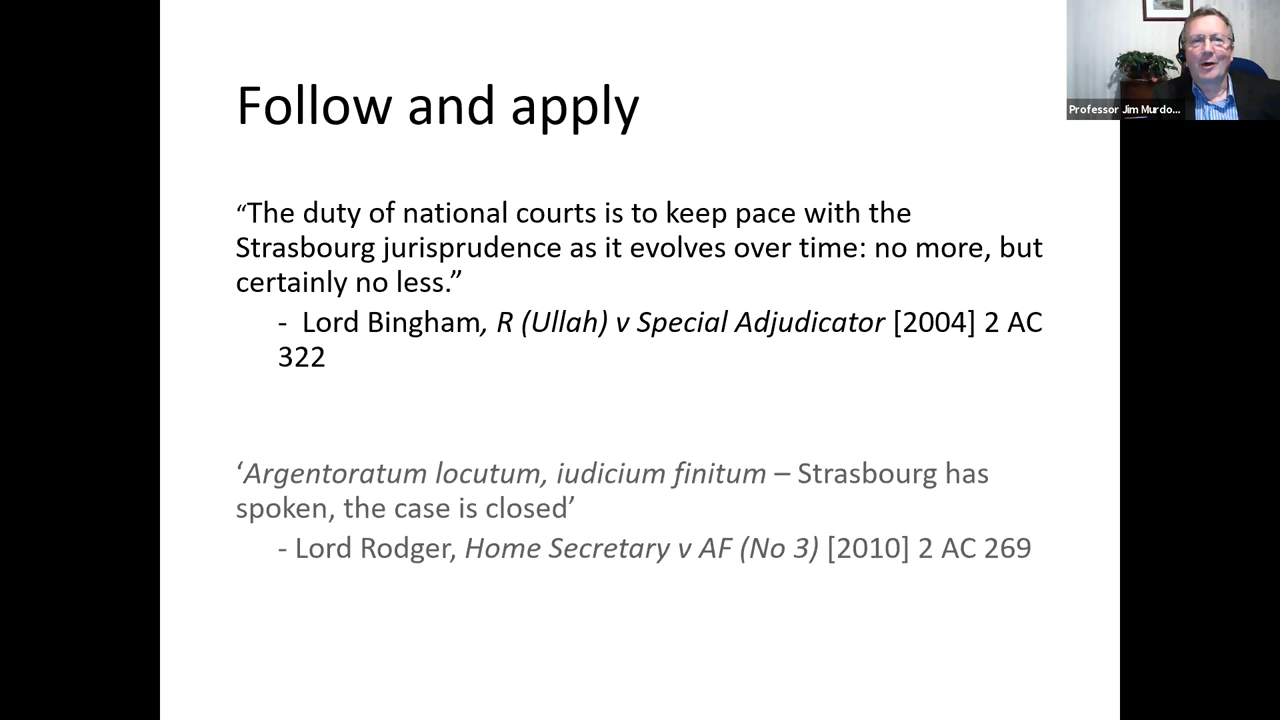 Follow and apply
“The duty of national courts is to keep pace with the
Strasbourg jurisprudence as it evolves over time: no more, but
certainly no less.”
- Lord Bingham, R (Ullah) v Special Adjudicator [2004] 2 AC
322
‘Argentoratum locutum, iudicium finitum – Strasbourg has
spoken, the case is closed’
- Lord Rodger, Home Secretary v AF (No 3) [2010] 2 AC 269
Professor Jim Murdo...